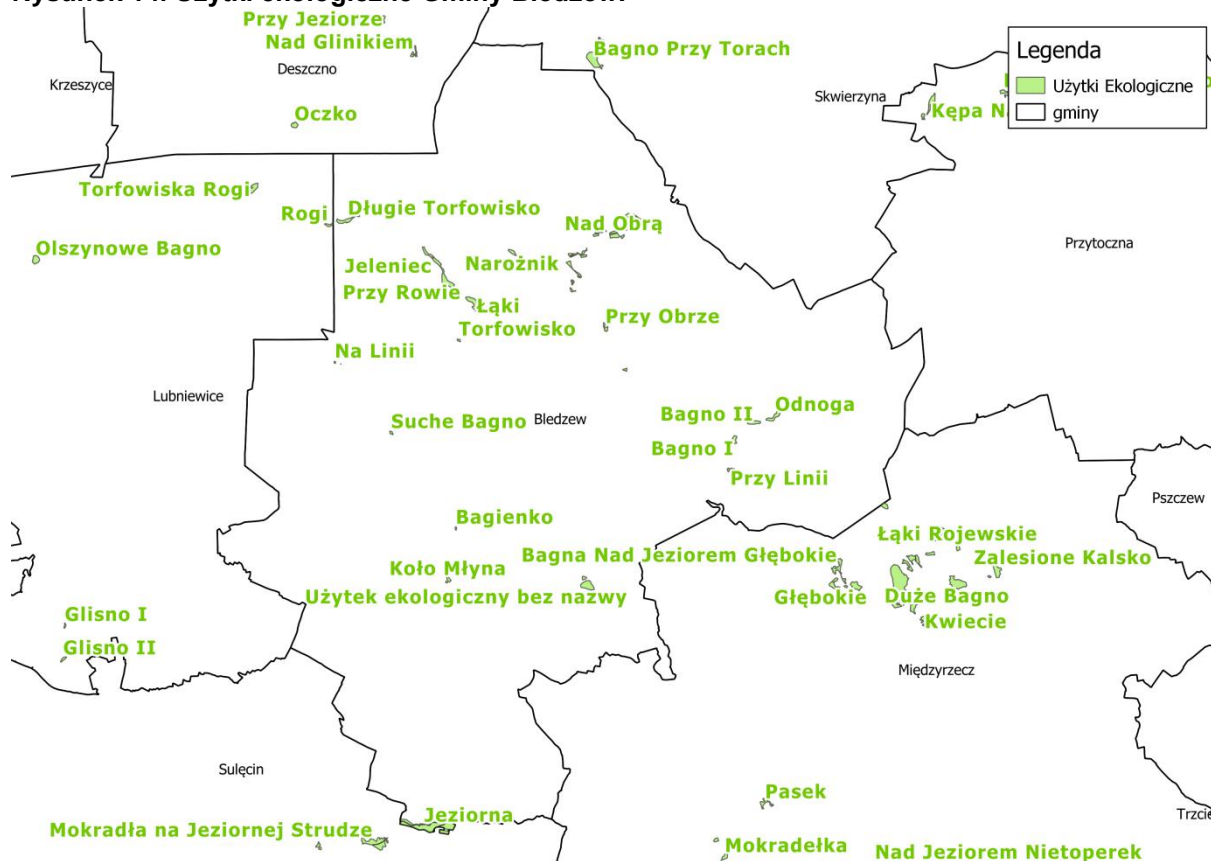 Przy Jeziorze
Nad Glinikiem
Deszczno
Krzeszyce
Oczko
Bagno Przy Torach
Skwierzyna
Legenda
Użytki Ekologiczne
gminy
Kępa
Torfowiska Rogi
Rogi
Długie Torfowisko
Nad Obrą
Olszynowe Bagno
Jeleniec
Narożnik
Przytoczna
Przy Rowie
Łąki
Torfowisko
Przy Obrze
Na Linii
Lubniewice
Suche Bagno
Bledzew
Bagno II
Odnoga
Bagno I
Przy Linii
Pszczew
Bagienko
Łąki Rojewskie
Bagna Nad Jeziorem Głębokie
Zalesione Kalsko
Koło Młyna
Użytek ekologiczny bez nazwy
Głębokie
Duże Bagno
Kwiecie
Glisno I
Glisno II
Międzyrzecz
Sulęcin
Pasek
Jeziorna
Mokradła na Jeziornej Strudze
Mokradełka
Nad Jeziorem Nietoperek